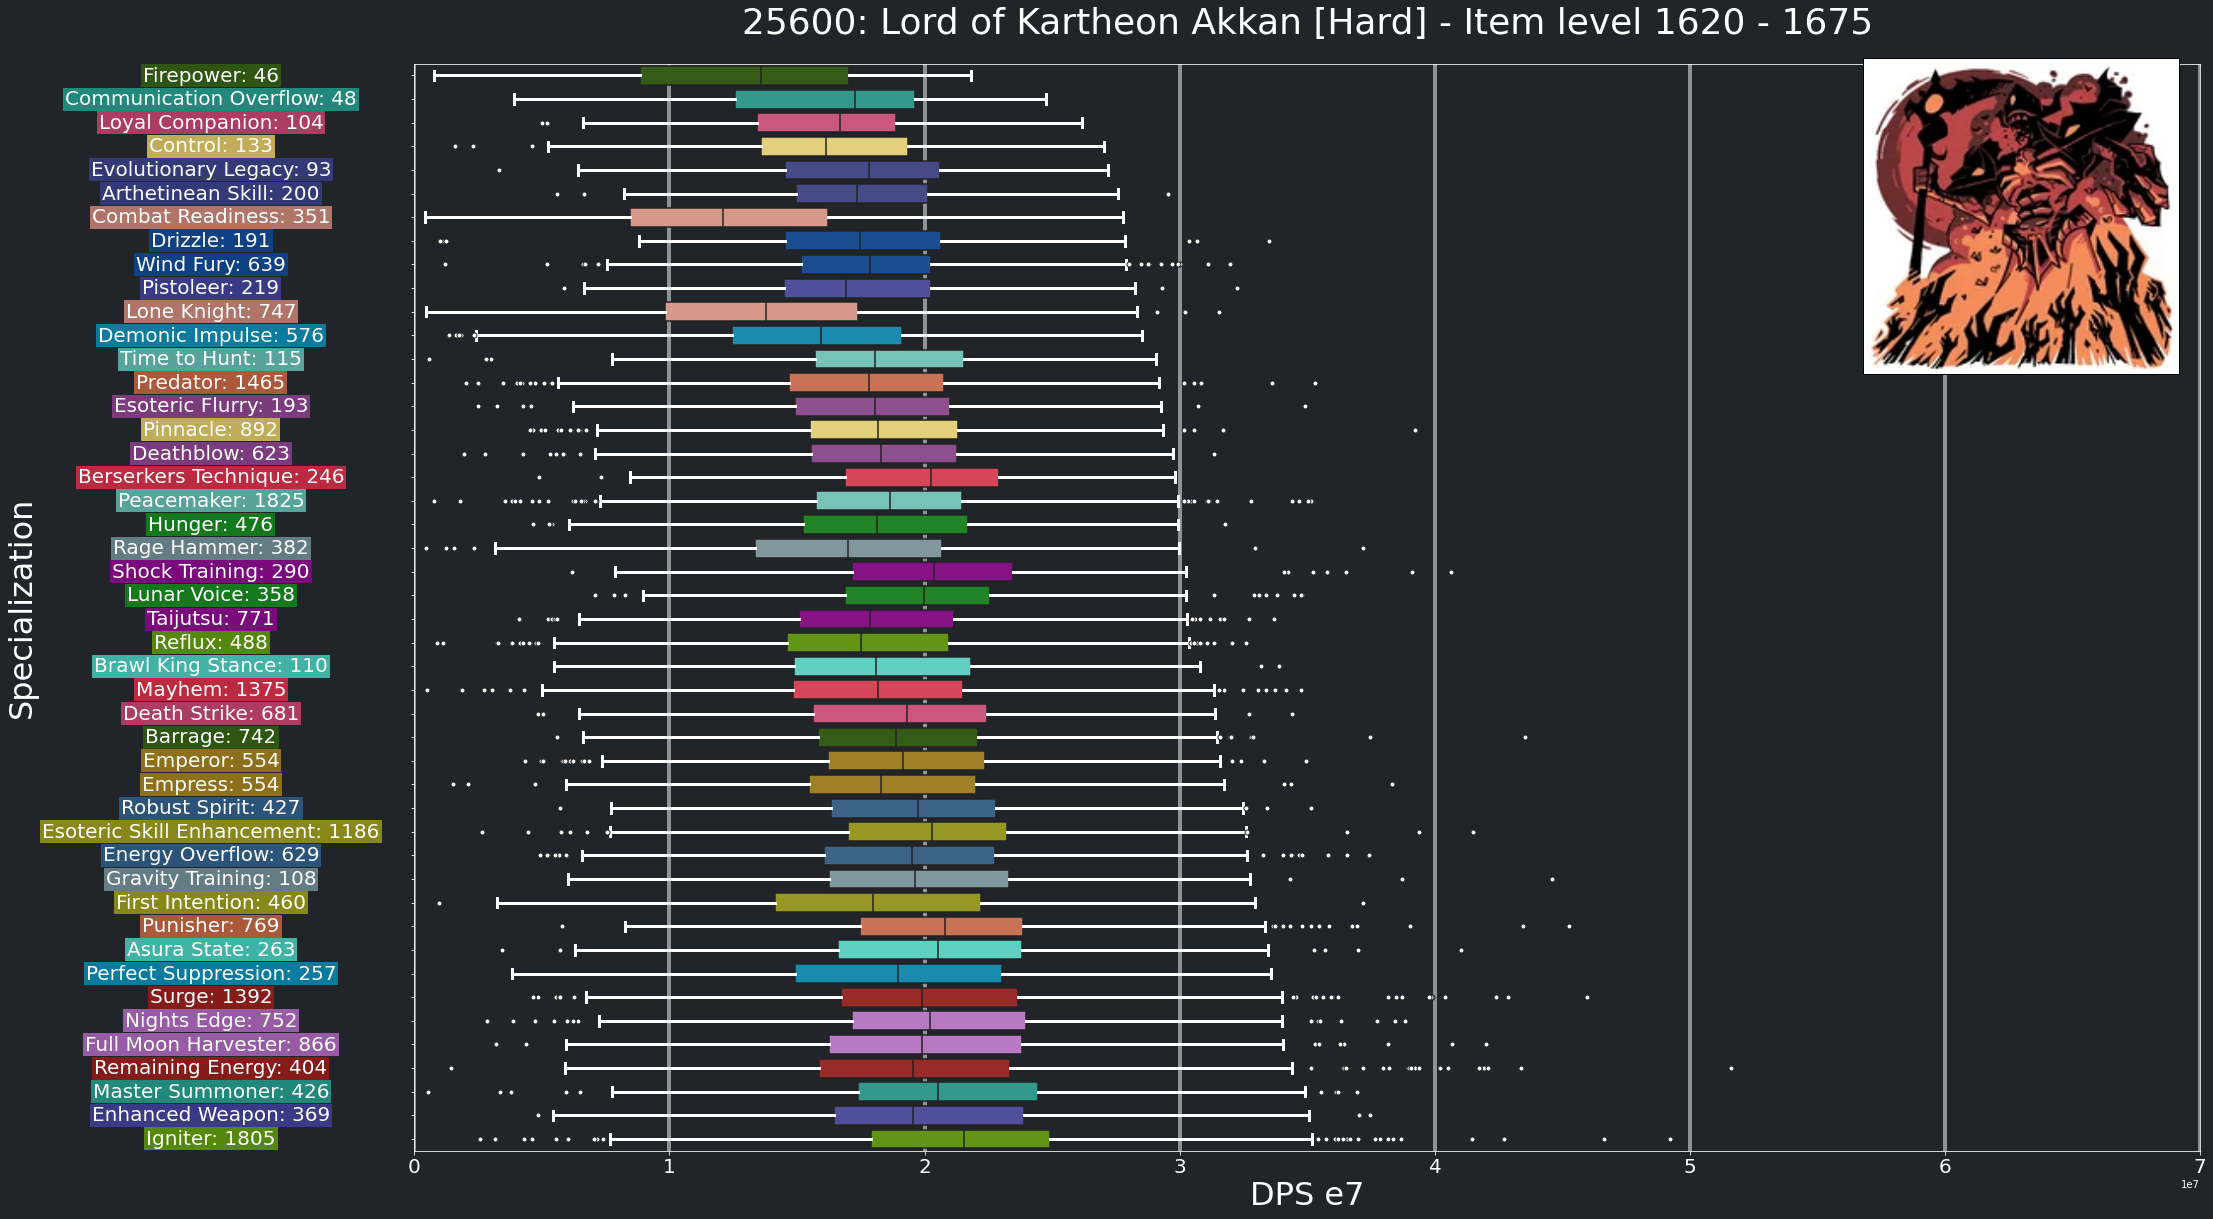 25600: Lord of Kartheon Akkan [Hard] - Item level 1620 - 1675
Specialization
Firepower: 46
Communication Overflow: 48
Loyal Companion: 104
Control: 133
Evolutionary Legacy: 93
Arthetinean Skill: 200
Combat Readiness: 351
Drizzle: 191
Wind Fury: 639
Pistoleer: 219
Lone Knight: 747
Demonic Impulse: 576
Time to Hunt: 115
Predator: 1465
Esoteric Flurry: 193
Pinnacle: 892
Deathblow: 623
Berserkers Technique: 246
Peacemaker: 1825
Hunger: 476
Rage Hammer: 382
Shock Training: 290
Lunar Voice: 358
Taijutsu: 771
Reflux: 488
Brawl King Stance: 110
Mayhem: 1375
Death Strike: 681
Barrage: 742
Emperor: 554
Empress: 554
Robust Spirit: 427
Esoteric Skill Enhancement: 1186
Energy Overflow: 629
Gravity Training: 108
First Intention: 460
Punisher: 769
Asura State: 263
Perfect Suppression: 257
Surge: 1392
Nights Edge: 752
Full Moon Harvester: 866
Remaining Energy: 404
Master Summoner: 426
Enhanced Weapon: 369
Igniter: 1805
0 1 2 3 4 5 6 7
DPS e7
1e7